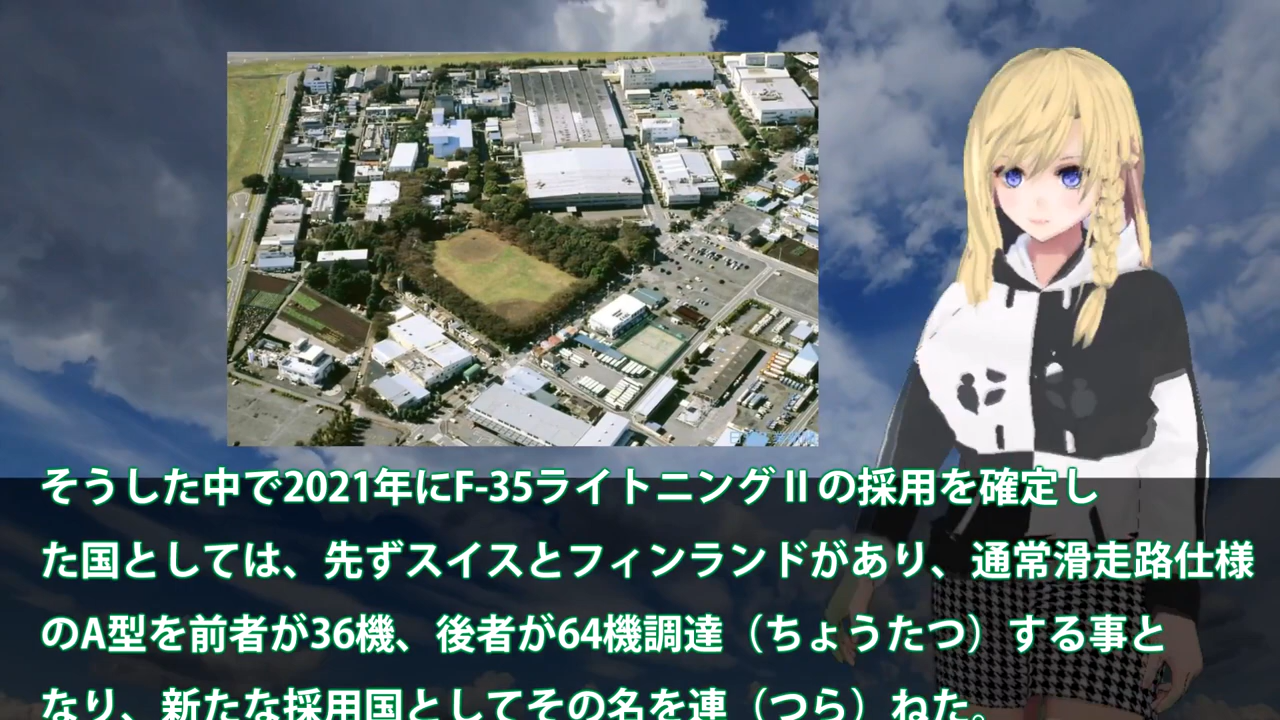 そうした中で2021年にF-35ライトニングⅡの採用を確定し
た国としては、先ずスイスとフィンランドがあり、通常滑走路仕様
のA型を前者が36機、後者が64機調達（ちょうたつ）する事と
なり、新たな採用国としてその名を連（つら）ねた。